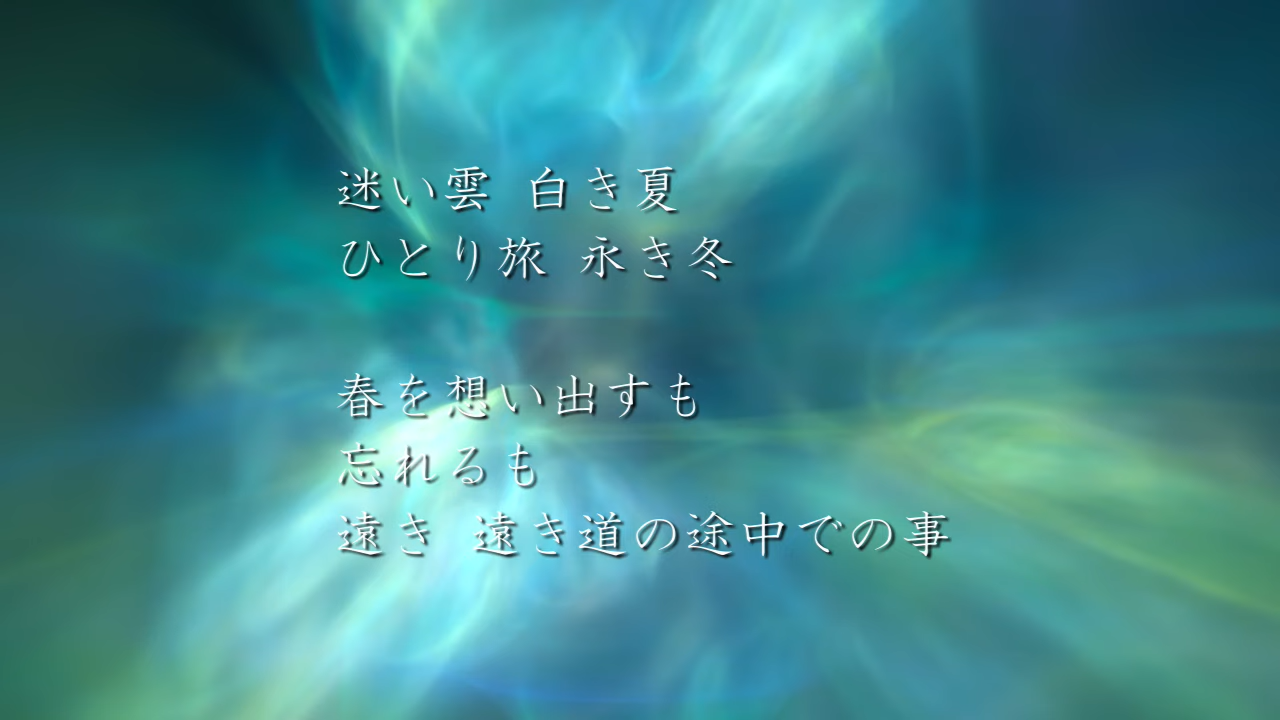 迷い雲 白き夏
ひとり旅 永き冬
春を想い出すも
忘れるも
遠き 遠き道の途中での事